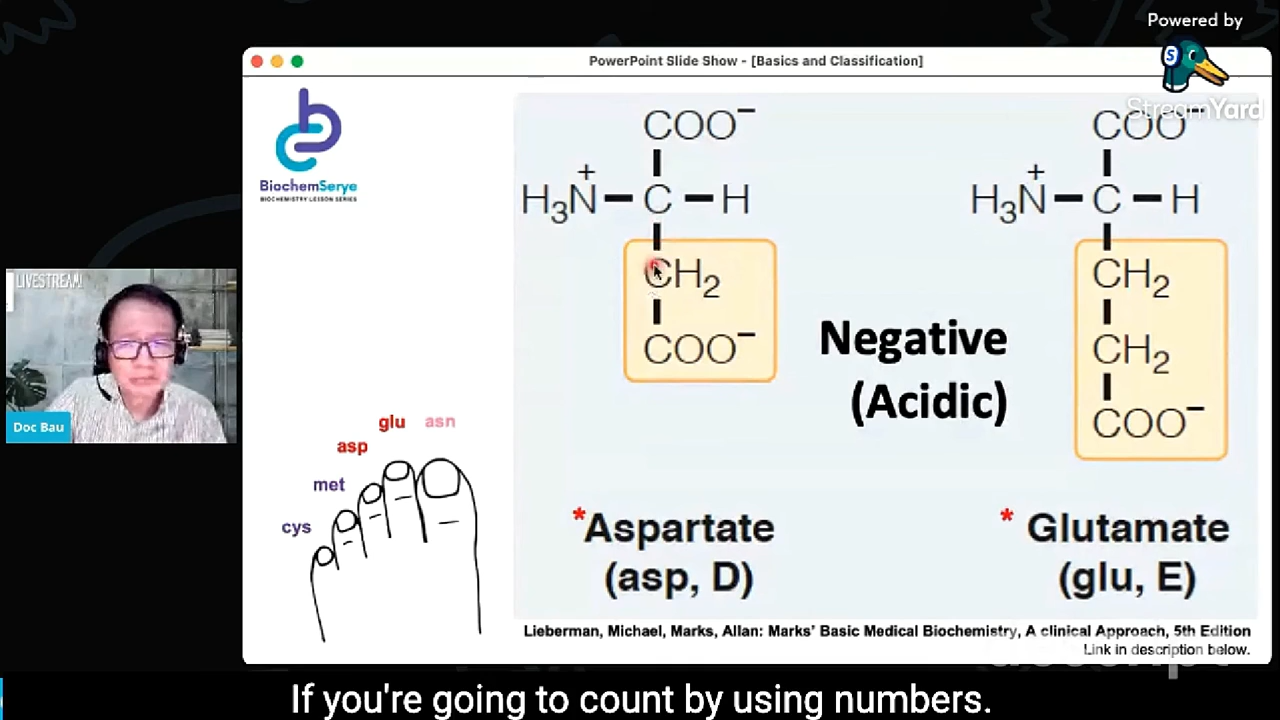 Powered by
S
StreamYard
PowerPoint Slide Show - [Basics and Classification]
BiochemSerye
BIOCHEMISTRY LESSON SERIES
COO−
+
H3N−C−H
CH2
COO−
COO−
+
H3N−C−H
CH2
CH2
COO−
Negative
(Acidic)
*Aspartate
(asp, D)
* Glutamate
(glu, E)
LIVESTREAM!
Doc Bau
glu asn
asp
met
cys
Lieberman, Michael, Marks, Allan: Marks' Basic Medical Biochemistry, A clinical Approach, 5th Edition
Link in description below.
If you're going to count by using numbers.